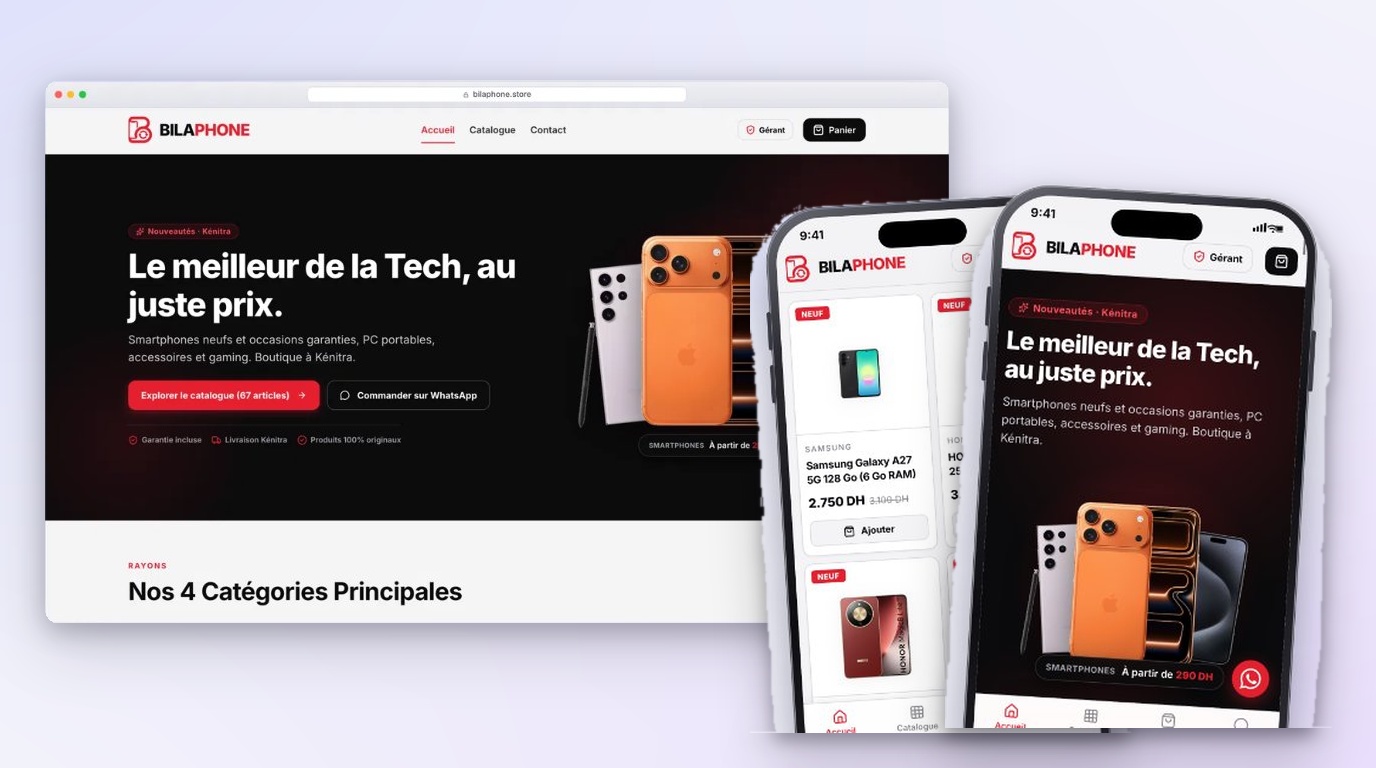 bilaphone.store
BILAPHONE
Accueil Catalogue Contact
Gérant
Panier
Nouveautés · Kénitra
Le meilleur de la Tech, au
juste prix.
Smartphones neufs et occasions garanties, PC portables,
accessoires et gaming. Boutique à Kénitra.
Explorer le catalogue (67 articles) →
Commander sur WhatsApp
Garantie incluse Livraison Kénitra Produits 100% originaux
SMARTPHONES À partir de
RAYONS
Nos 4 Catégories Principales
9:41
BILAPHONE
NEUF
NEUF
SAMSUNG
Samsung Galaxy A27
5G 128 Go (6 Go RAM)
2.750 DH 3.109 DH
Ajouter
NEUF
HONOR
Accueil
Catalogue
9:41
BILAPHONE
Gérant
Nouveautés · Kénitra
Le meilleur de la Tech,
au juste prix.
Smartphones neufs et occasions garanties, PC
portables, accessoires et gaming. Boutique à
Kénitra.
SMARTPHONES À partir de 290 DH
Accueil